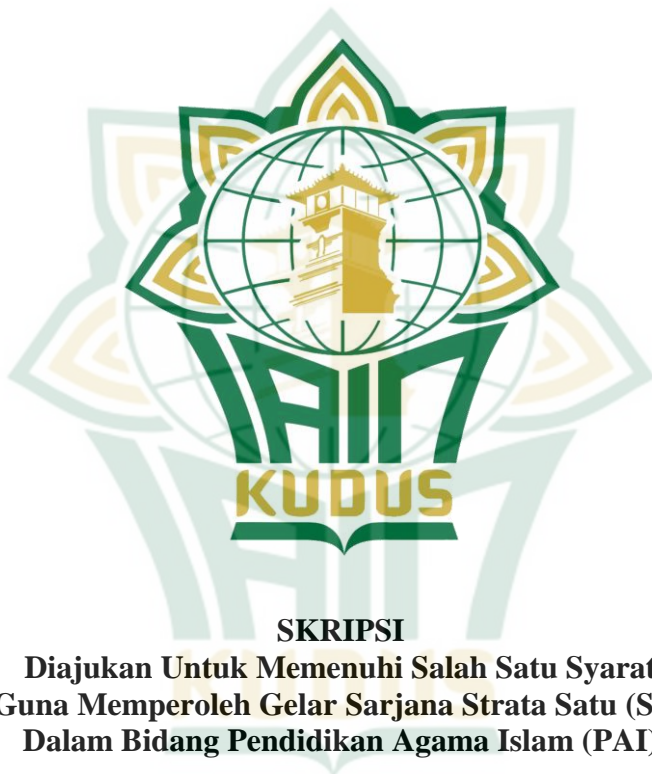 IAIN
KUDUS
SKRIPSI
Diajukan Untuk Memenuhi Salah Satu Syarat
Guna Memperoleh Gelar Sarjana Strata Satu (S
Dalam Bidang Pendidikan Agama Islam (PAI)